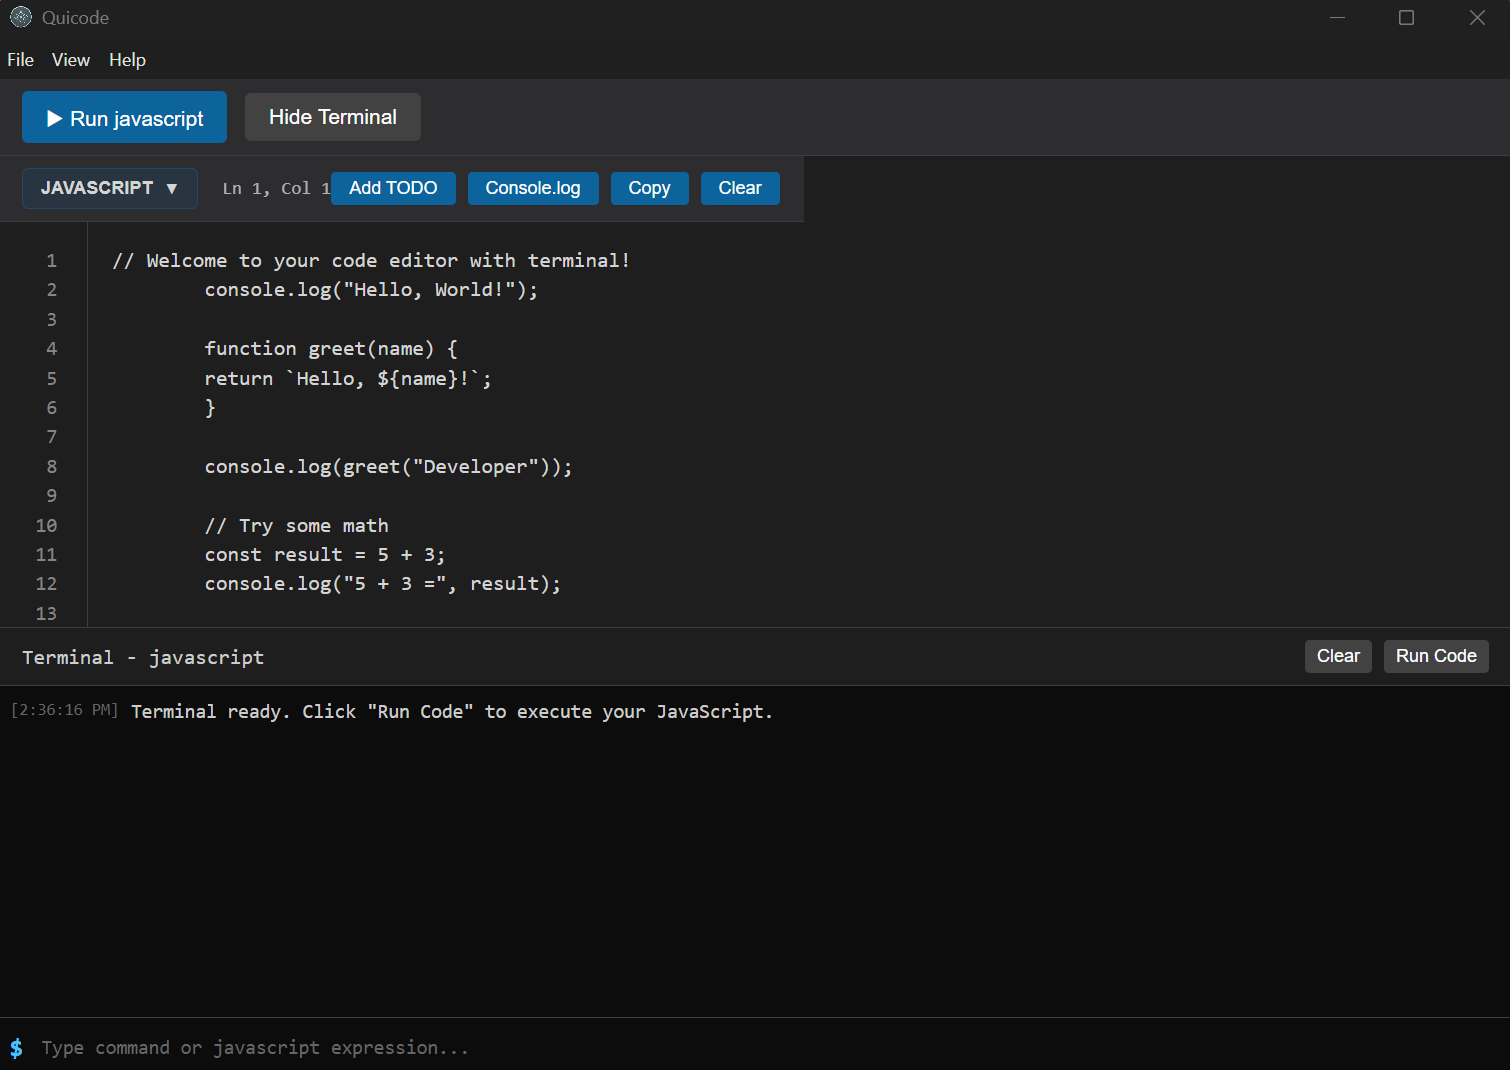 Quicode
File View Help
▶ Run javascript Hide Terminal
JAVASCRIPT ▼ Ln 1, Col 1 Add TODO Console.log Copy Clear
1 // Welcome to your code editor with terminal!
2 console.log("Hello, World!");
3
4 function greet(name) {
5 return `Hello, ${name}!`;
6 }
7
8 console.log(greet("Developer"));
9
10 // Try some math
11 const result = 5 + 3;
12 console.log("5 + 3 =", result);
13
Terminal - javascript Clear Run Code
[2:36:16 PM] Terminal ready. Click "Run Code" to execute your JavaScript.
$ Type command or javascript expression...